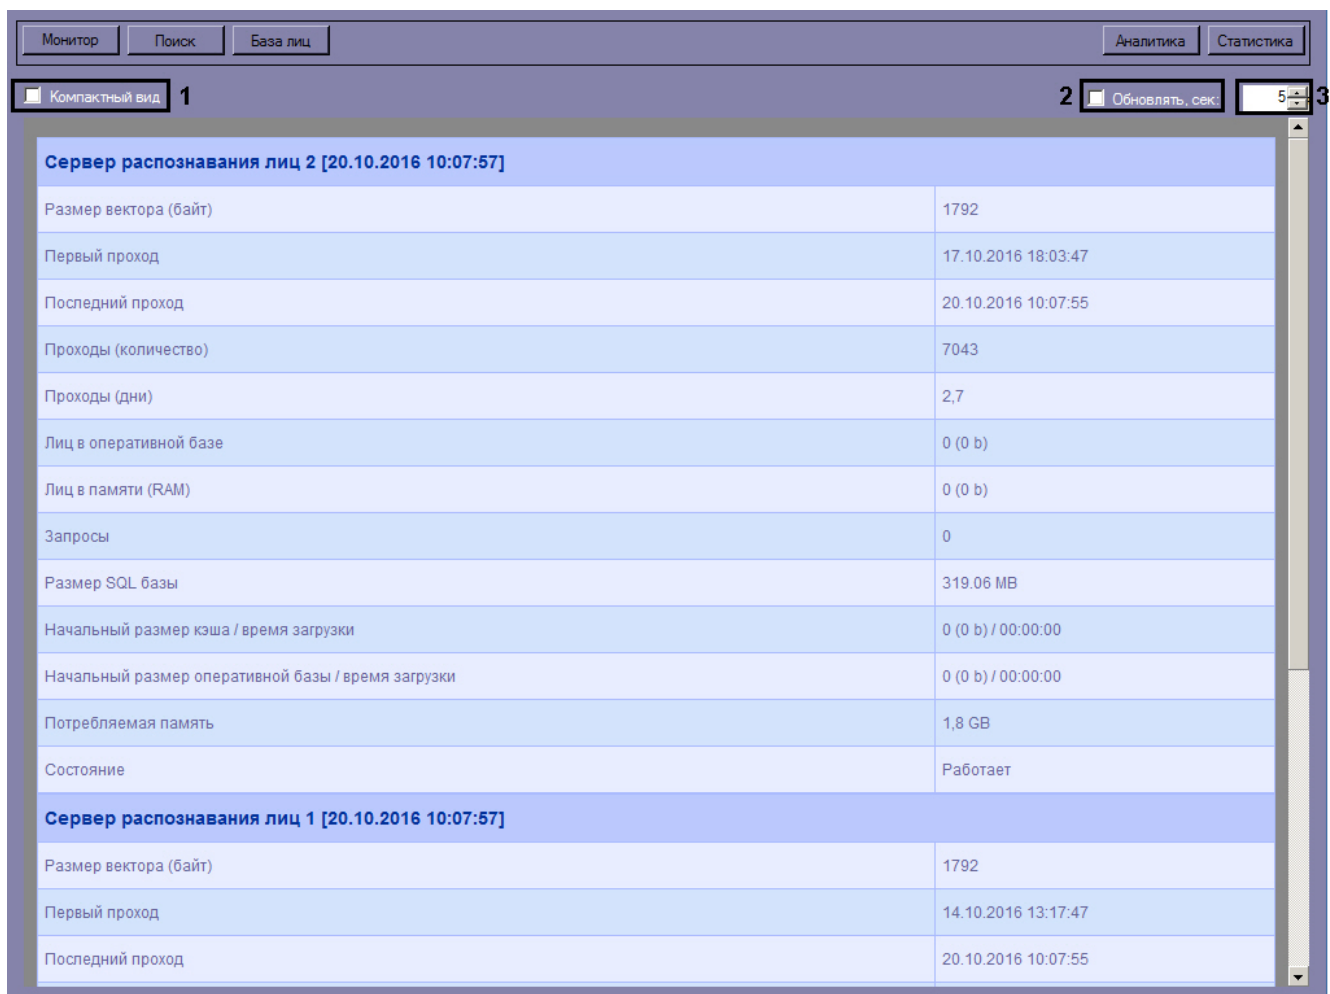 Монитор Поиск База лиц Аналитика Статистика
Компактный вид 1 2 Обновлять, сек: 5 3
Сервер распознавания лиц 2 [20.10.2016 10:07:57]
Размер вектора (байт) 1792
Первый проход 17.10.2016 18:03:47
Последний проход 20.10.2016 10:07:55
Проходы (количество) 7043
Проходы (дни) 2,7
Лиц в оперативной базе 0 (0 b)
Лиц в памяти (RAM) 0 (0 b)
Запросы 0
Размер SQL базы 319.06 MB
Начальный размер кэша / время загрузки 0 (0 b) / 00:00:00
Начальный размер оперативной базы / время загрузки 0 (0 b) / 00:00:00
Потребляемая память 1,8 GB
Состояние Работает
Сервер распознавания лиц 1 [20.10.2016 10:07:57]
Размер вектора (байт) 1792
Первый проход 14.10.2016 13:17:47
Последний проход 20.10.2016 10:07:55